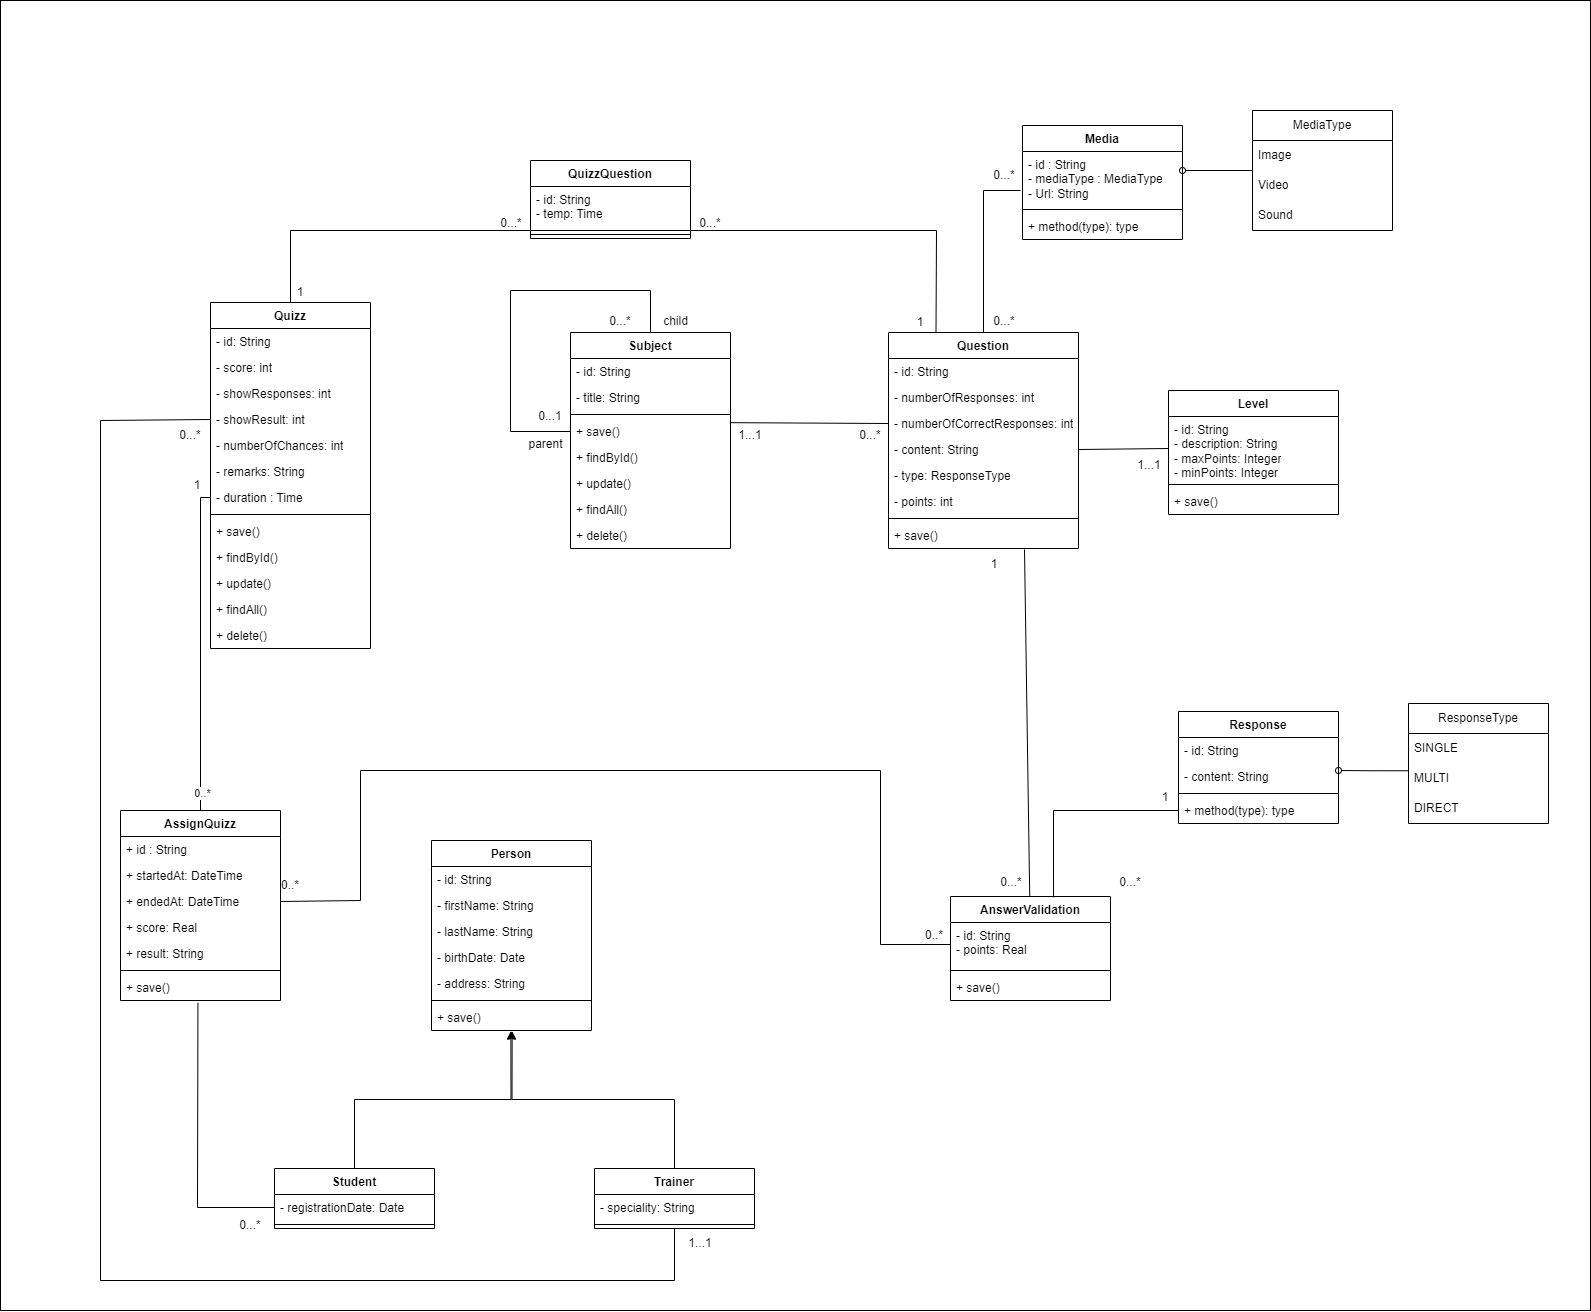 MediaType
Image
Video
Sound
Media
- id : String
- mediaType : MediaType
- Url: String
+ method(type): type
0...*
QuizzQuestion
- id: String
- temp: Time
0...*
0...*
1
Quizz
- id: String
- score: int
- showResponses: int
- showResult: int
- numberOfChances: int
- remarks: String
- duration : Time
+ save()
+ findById()
+ update()
+ findAll()
+ delete()
0...*
1
0...*
child
Subject
- id: String
- title: String
+ save()
+ findById()
+ update()
+ findAll()
+ delete()
0...1
parent
1...1
0...*
1
0...*
Question
- id: String
- numberOfResponses: int
- numberOfCorrectResponses: int
- content: String
- type: ResponseType
- points: int
+ save()
1
Level
- id: String
- description: String
- maxPoints: Integer
- minPoints: Integer
+ save()
1...1
Response
- id: String
- content: String
+ method(type): type
1
ResponseType
SINGLE
MULTI
DIRECT
0..*
AssignQuizz
+ id : String
+ startedAt: DateTime
+ endedAt: DateTime
+ score: Real
+ result: String
+ save()
0..*
Person
- id: String
- firstName: String
- lastName: String
- birthDate: Date
- address: String
+ save()
0...*
0...*
0..*
AnswerValidation
- id: String
- points: Real
+ save()
Student
- registrationDate: Date
0...*
Trainer
- speciality: String
1...1